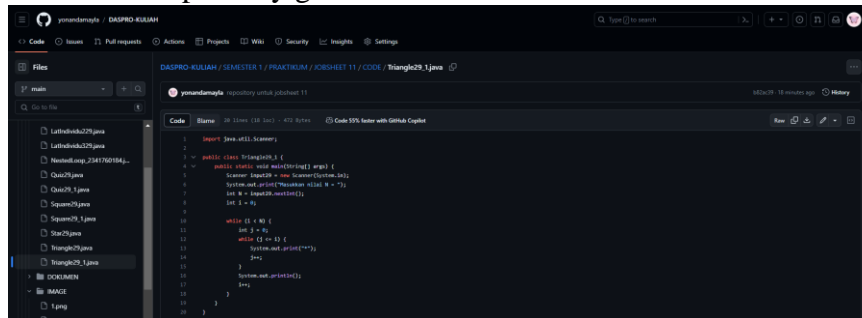 yonandamayla / DASPRO-KULIAH
Type / to search
Code Issues Pull requests Actions Projects Wiki Security Insights Settings
Files
main
Go to file
LatIndividu229.java
LatIndividu329.java
NestedLoop_2341760184.j...
Quiz29.java
Quiz29_1.java
Square29.java
Square29_1.java
Star29.java
Triangle29.java
Triangle29_1.java
DOKUMEN
IMAGE
1.png
DASPRO-KULIAH / SEMESTER 1 / PRAKTIKUM / JOBSHEET 11 / CODE / Triangle29_1.java
yonandamayla repository untuk jobsheet 11
18 minutes ago History
Code Blame 20 lines (18 loc) · 473 Bytes Code 55% faster with GitHub Copilot
Raw
1 import java.util.Scanner;
2
3 public class Triangle29_1 {
4 public static void main(String[] args) {
5 Scanner input29 = new Scanner(System.in);
6 System.out.print("Masukkan nilai N = ");
7 int N = input29.nextInt();
8 int i = 0;
9
10 while (i < N) {
11 int j = 0;
12 while (j <= i) {
13 System.out.print("*");
14 j++;
15 }
16 System.out.println();
17 i++;
18 }
19 }
20 }